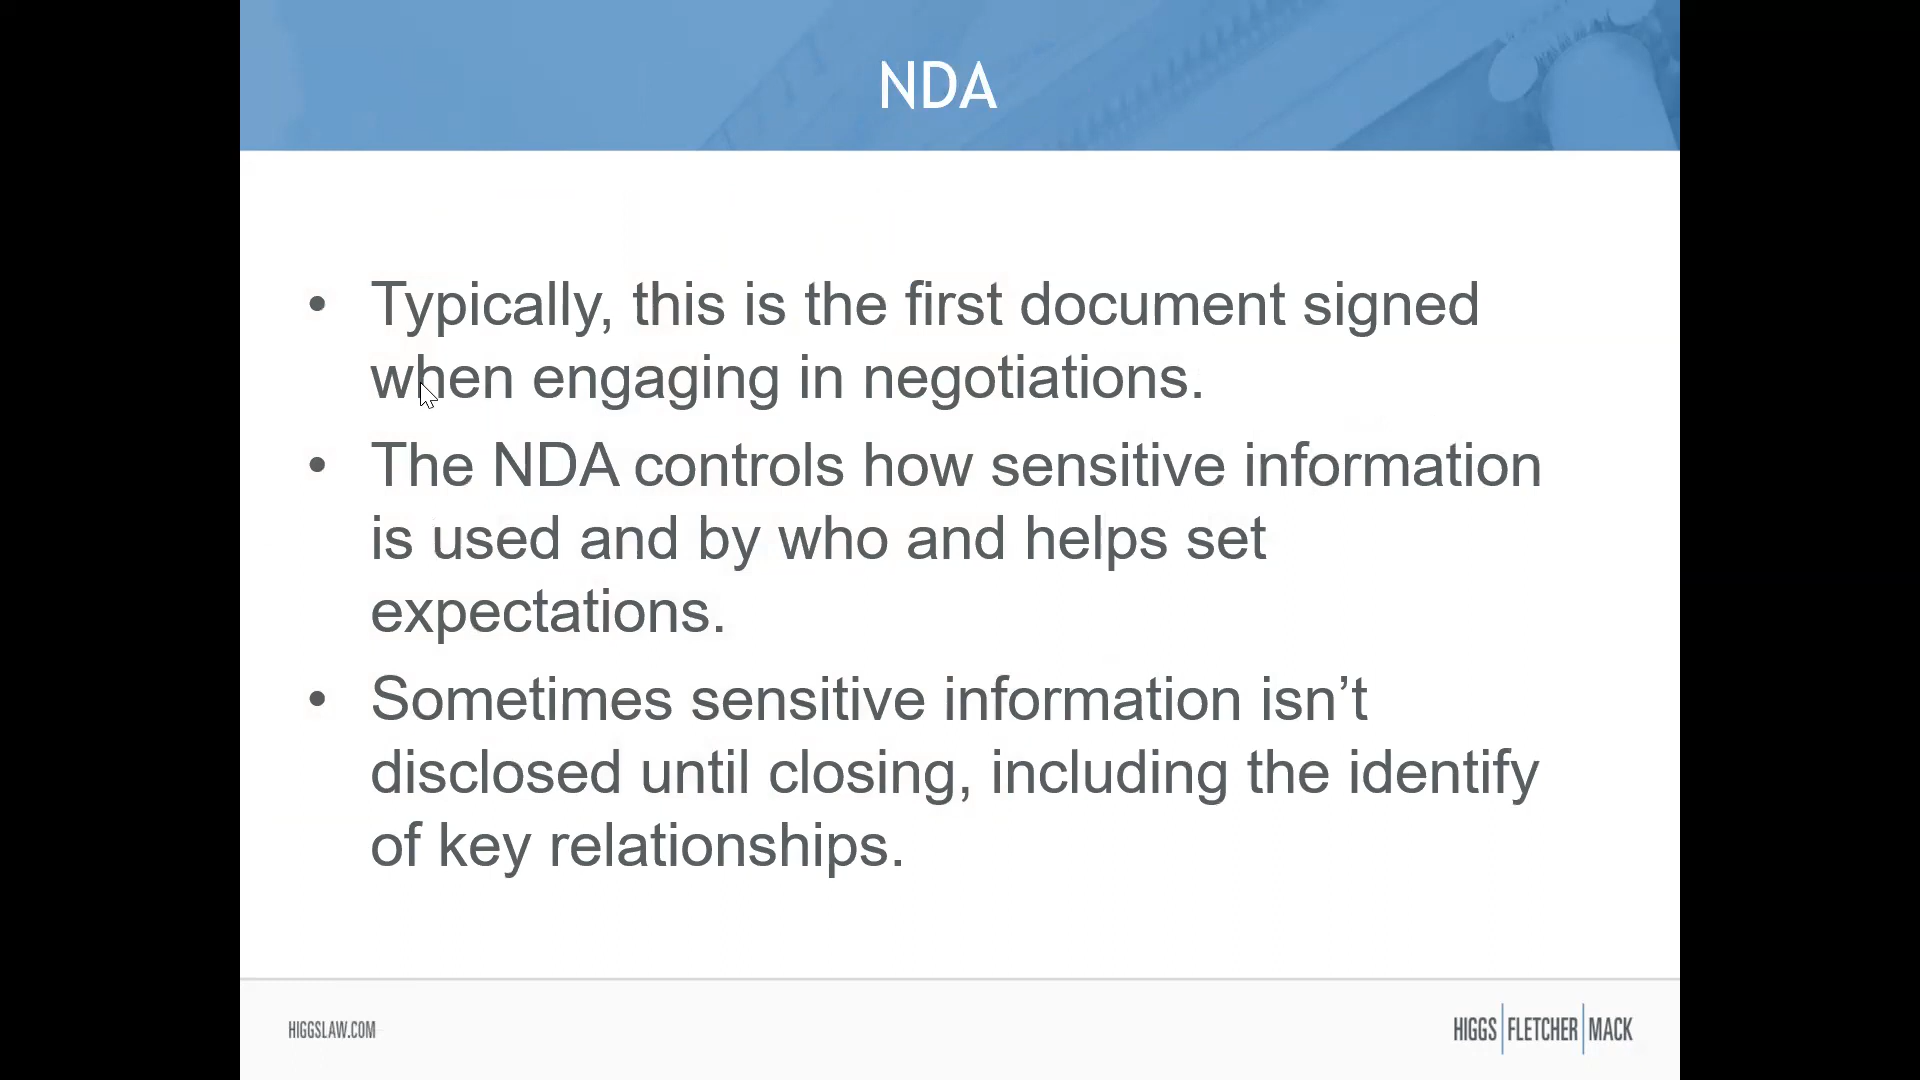 NDA
• Typically, this is the first document signed
when engaging in negotiations.
• The NDA controls how sensitive information
is used and by who and helps set
expectations.
• Sometimes sensitive information isn’t
disclosed until closing, including the identify
of key relationships.
HIGGSLAW.COM
HIGGS|FLETCHER|MACK